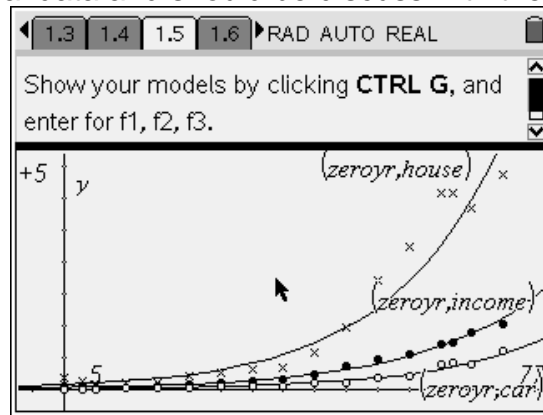 1.3 1.4 1.5 1.6 RAD AUTO REAL
Show your models by clicking CTRL G, and
enter for f1, f2, f3.
+5
y
(zeroyr,house)
(zeroyr,income)
5
(zeroyr,car)